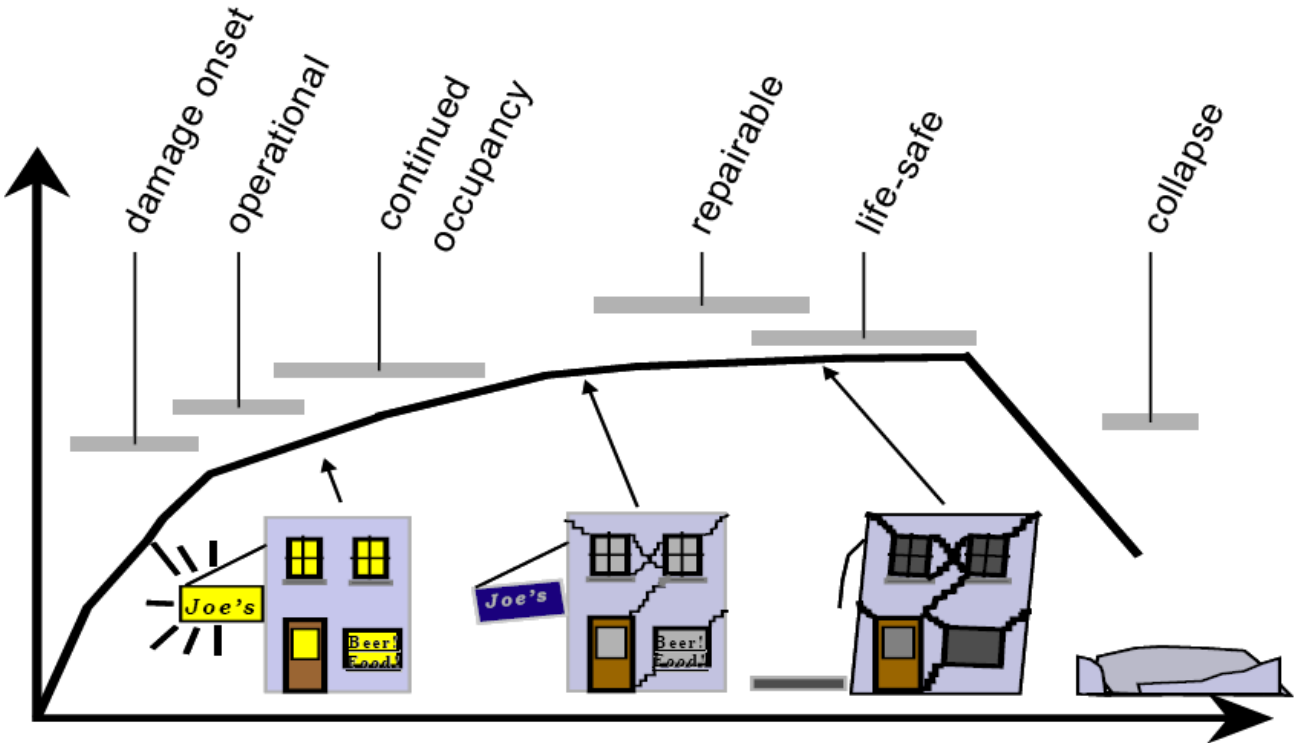 damage onset
operational
continued
occupancy
repairable
life-safe
collapse
Joe's
Beer!
Food!
Joe's
Beer!
Food!